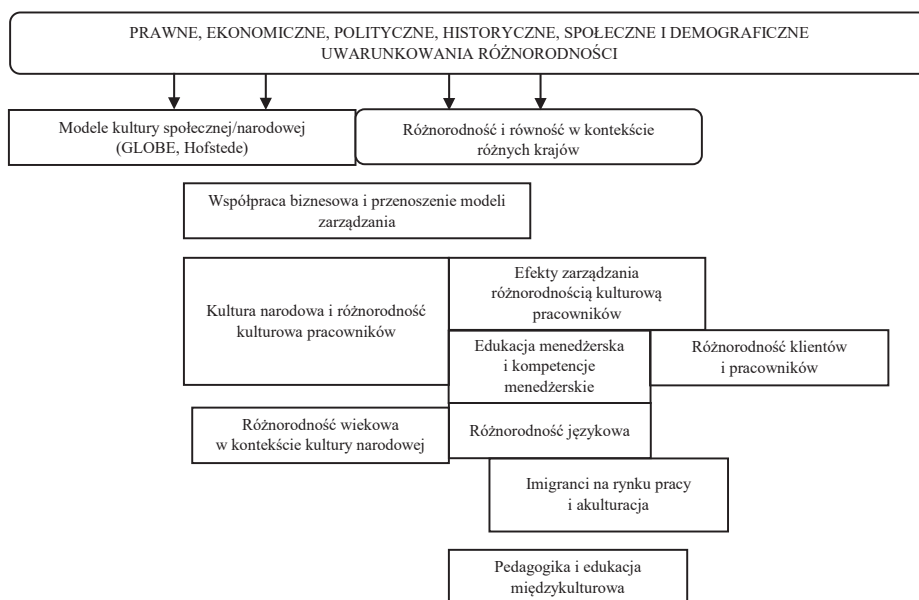 PRAWNE, EKONOMICZNE, POLITYCZNE, HISTORYCZNE, SPOŁECZNE I DEMOGRAFICZNE
UWARUNKOWANIA RÓŻNORODNOŚCI
Modele kultury społecznej/narodowej
(GLOBE, Hofstede)
Różnorodność i równość w kontekście
różnych krajów
Współpraca biznesowa i przenoszenie modeli
zarządzania
Kultura narodowa i różnorodność
kulturowa pracowników
Efekty zarządzania
różnorodnością kulturową
pracowników
Edukacja menedżerska
i kompetencje
menedżerskie
Różnorodność klientów
i pracowników
Różnorodność wiekowa
w kontekście kultury narodowej
Różnorodność językowa
Imigranci na rynku pracy
i akulturacja
Pedagogika i edukacja
międzykulturowa